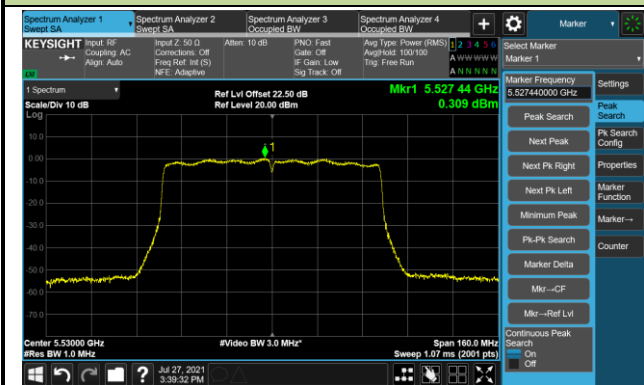 Spectrum Analyzer 1
Swept SA
Spectrum Analyzer 2
Swept SA
Spectrum Analyzer 3
Occupied BW
Spectrum Analyzer 4
Occupied BW
+
Marker
KEYSIGHT
Input: RF
Coupling: AC
Align: Auto
Input Z: 50 Ω
Corrections: Off
Freq Ref: Int (S)
NFE: Adaptive
Atten: 10 dB
PNO: Fast
Gate: Off
IF Gain: Low
Sig Track: Off
Avg Type: Power (RMS)
Avg|Hold: 100/100
Trig: Free Run
1 2 3 4 5 6
A W W W W W
A N N N N N
Select Marker
Marker 1
1 Spectrum
Scale/Div 10 dB
Log
Ref Lvl Offset 22.50 dB
Ref Level 20.00 dBm
Mkr1 5.527 44 GHz
0.309 dBm
10.0
0.00
-10.0
-20.0
-30.0
-40.0
-50.0
-60.0
-70.0
1
Center 5.53000 GHz
#Res BW 1.0 MHz
#Video BW 3.0 MHz*
Span 160.0 MHz
Sweep 1.07 ms (2001 pts)
Marker Frequency
5.527440000 GHz
Peak Search
Next Peak
Next Pk Right
Next Pk Left
Minimum Peak
Pk-Pk Search
Marker Delta
Mkr→CF
Mkr→Ref Lvl
Continuous Peak
Search
On
Off
Settings
Peak
Search
Pk Search
Config
Properties
Marker
Function
Marker→
Counter
?
Jul 27, 2021
3:39:32 PM